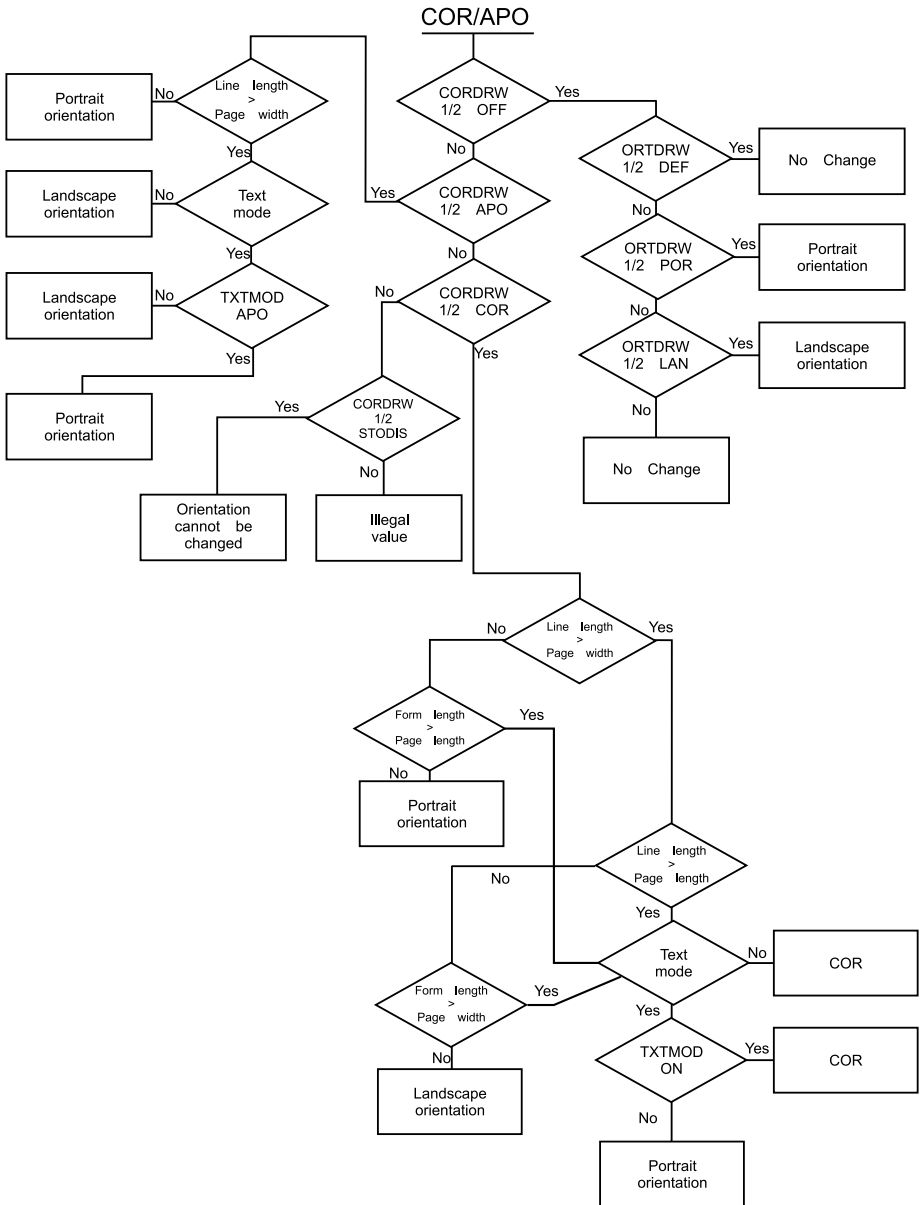 COR/APO
CORDRW
1/2 OFF
Yes
No
ORTDRW
1/2 DEF
Yes
No Change
No
ORTDRW
1/2 POR
Yes
Portrait
orientation
No
ORTDRW
1/2 LAN
Yes
Landscape
orientation
No
No Change
CORDRW
1/2 APO
Yes
No
Line length
>
Page width
No
Portrait
orientation
Yes
Text
mode
No
Landscape
orientation
Yes
TXTMOD
APO
No
Landscape
orientation
Yes
Portrait
orientation
CORDRW
1/2 COR
No
Yes
CORDRW
1/2
STODIS
Yes
Orientation
cannot be
changed
No
Illegal
value
Line length
>
Page width
No
Yes
Form length
>
Page length
Yes
No
Portrait
orientation
Line length
>
Page length
No
Yes
Form length
>
Page width
Yes
No
Landscape
orientation
Text
mode
No
COR
Yes
TXTMOD
ON
Yes
COR
No
Portrait
orientation